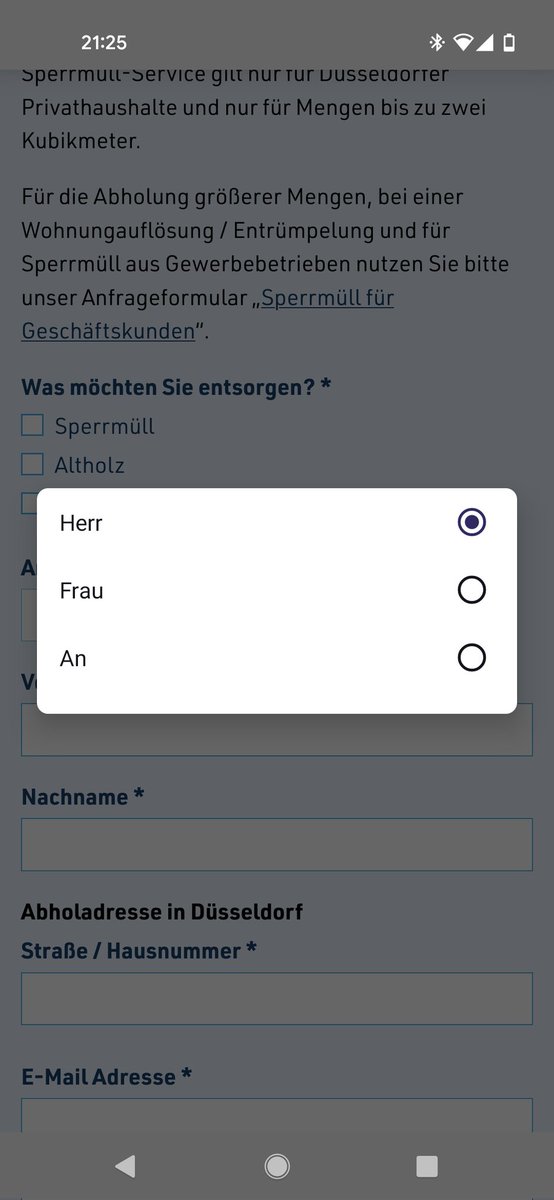 21:25
Sperrmüll-Service gilt nur für Düsseldorfer
Privathaushalte und nur für Mengen bis zu zwei
Kubikmeter.
Für die Abholung größerer Mengen, bei einer
Wohnungauflösung / Entrümpelung und für
Sperrmüll aus Gewerbebetrieben nutzen Sie bitte
unser Anfrageformular „Sperrmüll für
Geschäftskunden“.
Was möchten Sie entsorgen? *
Sperrmüll
Altholz
Herr
Frau
An
Nachname *
Abholadresse in Düsseldorf
Straße / Hausnummer *
E-Mail Adresse *